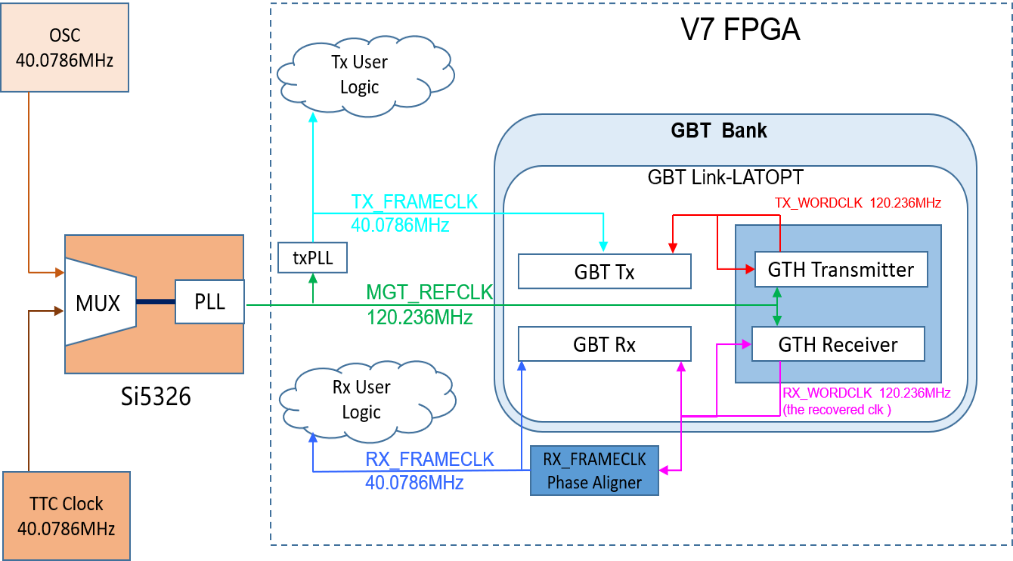 OSC
40.0786MHz
V7 FPGA
Tx User
Logic
GBT Bank
GBT Link-LATOPT
TX_FRAMECLK
40.0786MHz
TX_WORDCLK 120.236MHz
txPLL
GBT Tx
GTH Transmitter
MUX
PLL
MGT_REFCLK
120.236MHz
GBT Rx
GTH Receiver
Si5326
Rx User
Logic
RX_WORDCLK 120.236MHz
(the recovered clk )
RX_FRAMECLK
40.0786MHz
RX_FRAMECLK
Phase Aligner
TTC Clock
40.0786MHz